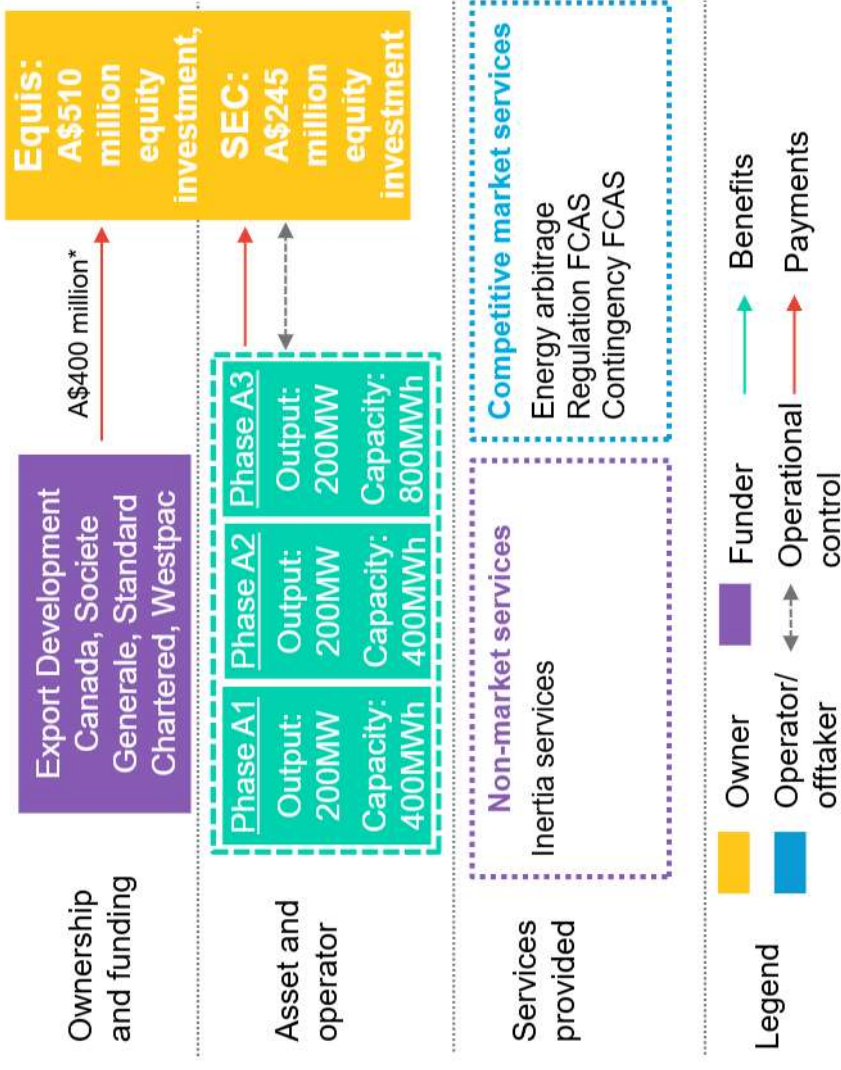 Ownership
and funding
Export Development
Canada, Societe
Generale, Standard
Chartered, Westpac
A$400 million*
Equis:
A$510
million
equity
investment,
SEC:
A$245
million
equity
investment
Asset and
operator
Phase A1
Output:
200MW
Capacity:
400MWh
Phase A2
Output:
200MW
Capacity:
400MWh
Phase A3
Output:
200MW
Capacity:
800MWh
Services
provided
Non-market services
Inertia services
Competitive market services
Energy arbitrage
Regulation FCAS
Contingency FCAS
Legend
Owner
Funder
Benefits
Operator/
offtaker
Operational
control
Payments